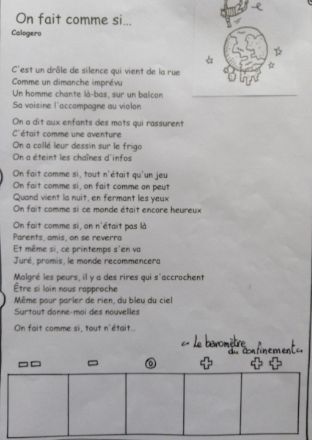 On fait comme si...
Calogero
C'est un drôle de silence qui vient de la rue
Comme un dimanche imprévu
Un homme chante là-bas, sur un balcon
Sa voisine l'accompagne au violon
On a dit aux enfants des mots qui rassurent
C'était comme une aventure
On a collé leur dessin sur le frigo
On a éteint les chaînes d'infos
On fait comme si, tout n'était qu'un jeu
On fait comme si, on fait comme on peut
Quand vient la nuit, en fermant les yeux
On fait comme si ce monde était encore heureux
On fait comme si, on n'était pas là
Parents, amis, on se reverra
Et même si, ce printemps s'en va
Juré, promis, le monde recommencera
Malgré les peurs, il y a des rires qui s'accrochent
Être si loin nous rapproche
Même pour parler de rien, du bleu du ciel
Surtout donne-moi des nouvelles
On fait comme si, tout n'était...
Le baromètre
du confinement